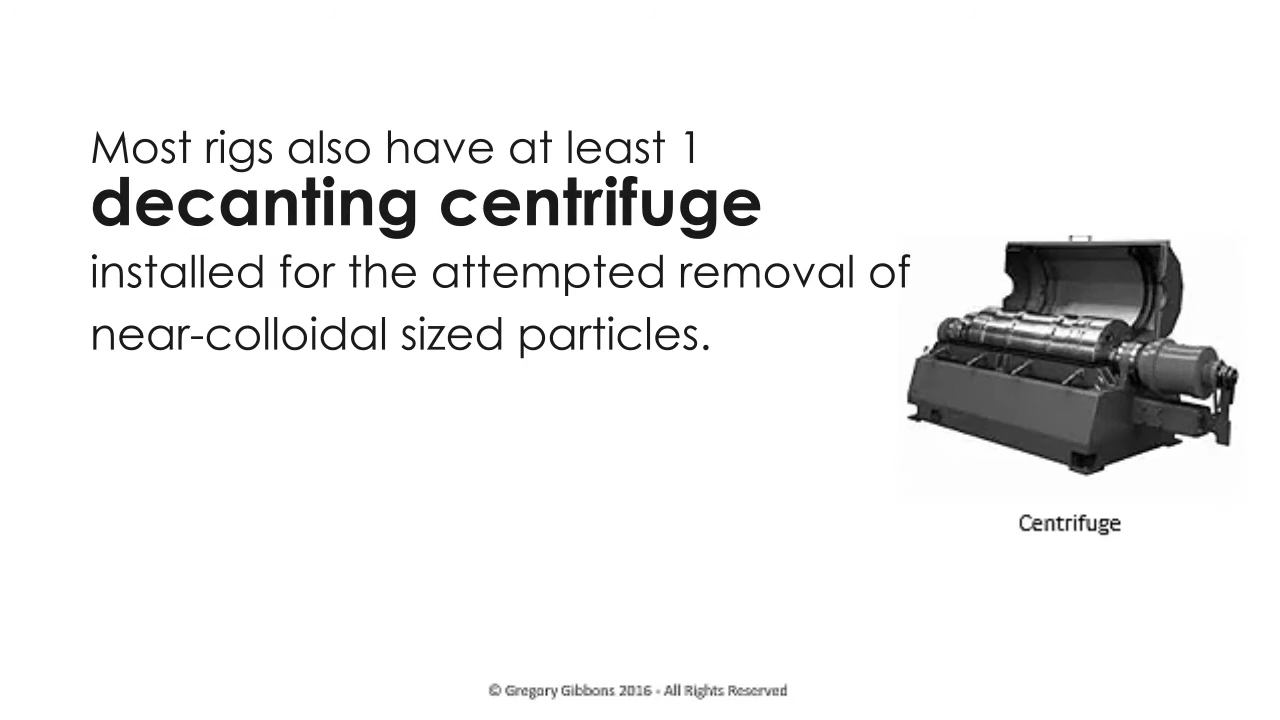 Most rigs also have at least 1
decanting centrifuge
installed for the attempted removal of
near-colloidal sized particles.
Centrifuge
© Gregory Gibbons 2016 - All Rights Reserved